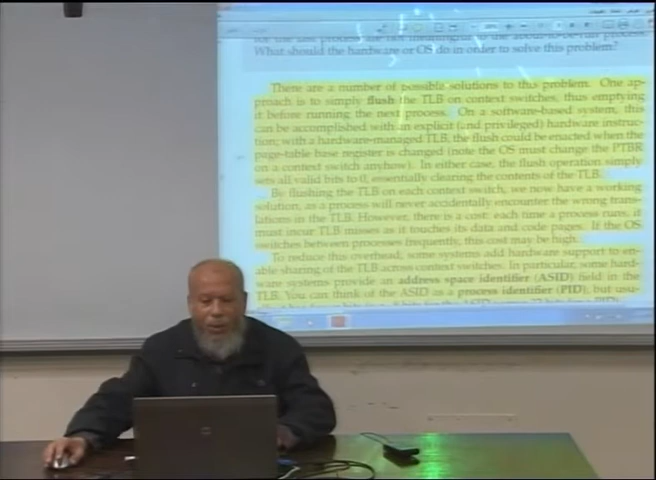 What should the hardware or OS do in order to solve this problem?
There are a number of possible solutions to this problem. One ap-
proach is to simply flush the TLB on context switches, thus emptying
it before running the next process. On a software-based system, this
can be accomplished with an explicit (and privileged) hardware instruc-
tion; with a hardware-managed TLB, the flush could be enacted when the
page-table base register is changed (note the OS must change the PTBR
on a context switch anyhow). In either case, the flush operation simply
sets all valid bits to 0, essentially clearing the contents of the TLB.
By flushing the TLB on each context switch, we now have a working
solution, as a process will never accidentally encounter the wrong trans-
lations in the TLB. However, there is a cost: each time a process runs, it
must incur TLB misses as it touches its data and code pages. If the OS
switches between processes frequently, this cost may be high.
To reduce this overhead, some systems add hardware support to en-
able sharing of the TLB across context switches. In particular, some hard-
ware systems provide an address space identifier (ASID) field in the
TLB. You can think of the ASID as a process identifier (PID), but usu-